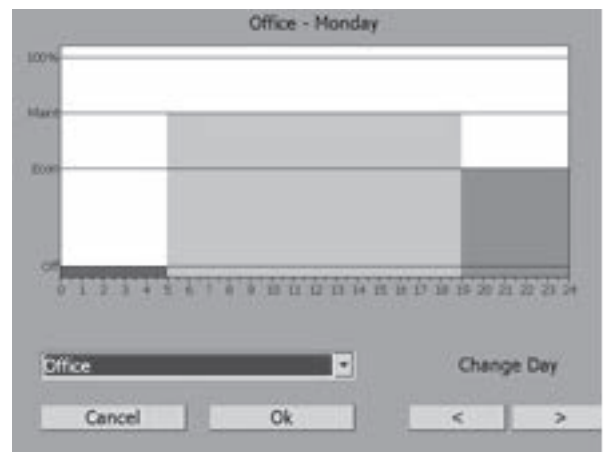 Office - Monday
100%
Econ
Off
0 1 2 3 4 5 6 7 8 9 10 11 12 13 14 15 16 17 18 19 20 21 22 23 24
Office
Change Day
Cancel Ok < >